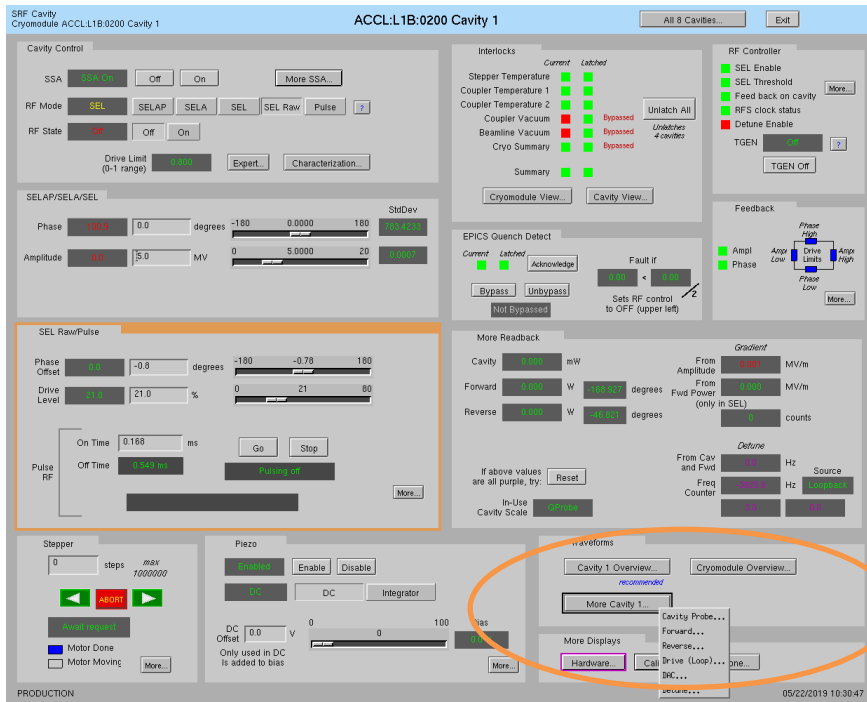 SRF Cavity
Cryomodule ACCL:L1B:0200 Cavity 1
ACCL:L1B:0200 Cavity 1
All 8 Cavities...
Exit
Cavity Control
SSA
SSA On
Off
On
More SSA...
RF Mode
SEL
SELAP
SELA
SEL
SEL Raw
Pulse
?
RF State
Off
Off
On
Drive Limit
(0-1 range)
0.800
Expert...
Characterization...
Interlocks
Current
Latched
Stepper Temperature
Coupler Temperature 1
Coupler Temperature 2
Coupler Vacuum
Bypassed
Beamline Vacuum
Bypassed
Cryo Summary
Bypassed
Summary
Unlatch All
Unlatches
4 cavities
Cryomodule View...
Cavity View...
RF Controller
SEL Enable
SEL Threshold
Feed back on cavity
RFS clock status
Detune Enable
More...
TGEN
Off
?
TGEN Off
SELAP/SELA/SEL
StdDev
Phase
0.0
degrees
-180
0.0000
180
783.4233
Amplitude
5.0
MV
0
5.0000
20
0.0007
EPICS Quench Detect
Current
Latched
Acknowledge
Fault if
0.00
<
0.00
Bypass
Unbypass
Not Bypassed
Sets RF control
to OFF (upper left)
/2
Feedback
Ampl
Phase
Phase
High
Ampl
Low
Drive
Limits
Ampl
High
Phase
Low
More...
SEL Raw/Pulse
Phase
Offset
0.0
-0.8
degrees
-180
-0.78
180
Drive
Level
21.0
21.0
%
0
21
80
Pulse
RF
On Time
0.168
ms
Off Time
0.549 ms
Go
Stop
Pulsing off
More...
More Readback
Cavity
0.000
mW
Forward
0.000
W
-168.927
degrees
Reverse
0.000
W
-48.821
degrees
Gradient
From
Amplitude
MV/m
From
Fwd Power
0.000
MV/m
(only in SEL)
0
counts
If above values
are all purple, try:
Reset
In-Use
Cavity Scale
QProbe
Detune
From Cav
and Fwd
Hz
Freq
Counter
Hz
Source
Loopback
Stepper
0
steps
max
1000000
ABORT
Await request
Motor Done
Motor Moving
More...
Piezo
Enabled
Enable
Disable
DC
DC
Integrator
DC
Offset
0.0
V
0
0
100
Bias
Only used in DC
Is added to bias
More...
Waveforms
Cavity 1 Overview...
Cryomodule Overview...
recommended
More Cavity 1...
Cavity Probe...
Forward...
Reverse...
Drive (Loop)...
DAC...
Detune...
More Displays
Hardware...
PRODUCTION
05/22/2019 10:30:47